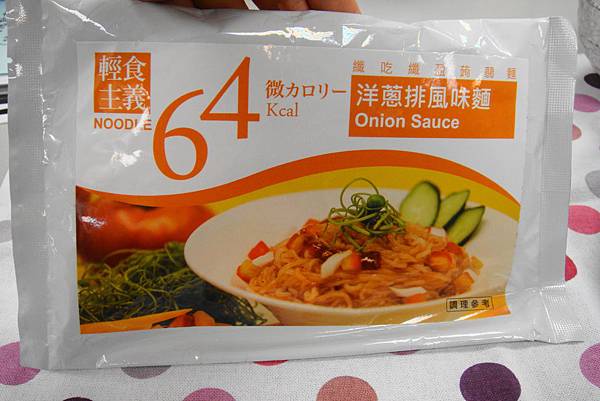 輕食
主義
NOODLE
64
微カロリー
Kcal
纖吃纖盈蒟蒻麵
洋蔥排風味麵
Onion Sauce
調理參考